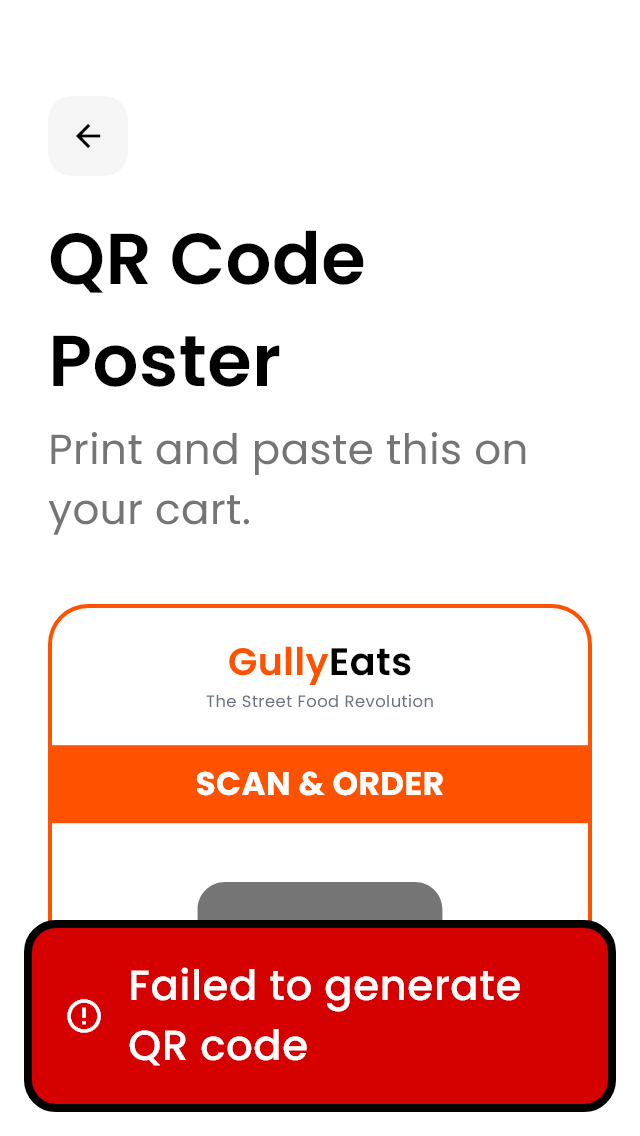 QR Code
Poster
Print and paste this on
your cart.
GullyEats
The Street Food Revolution
SCAN & ORDER
Failed to generate
QR code